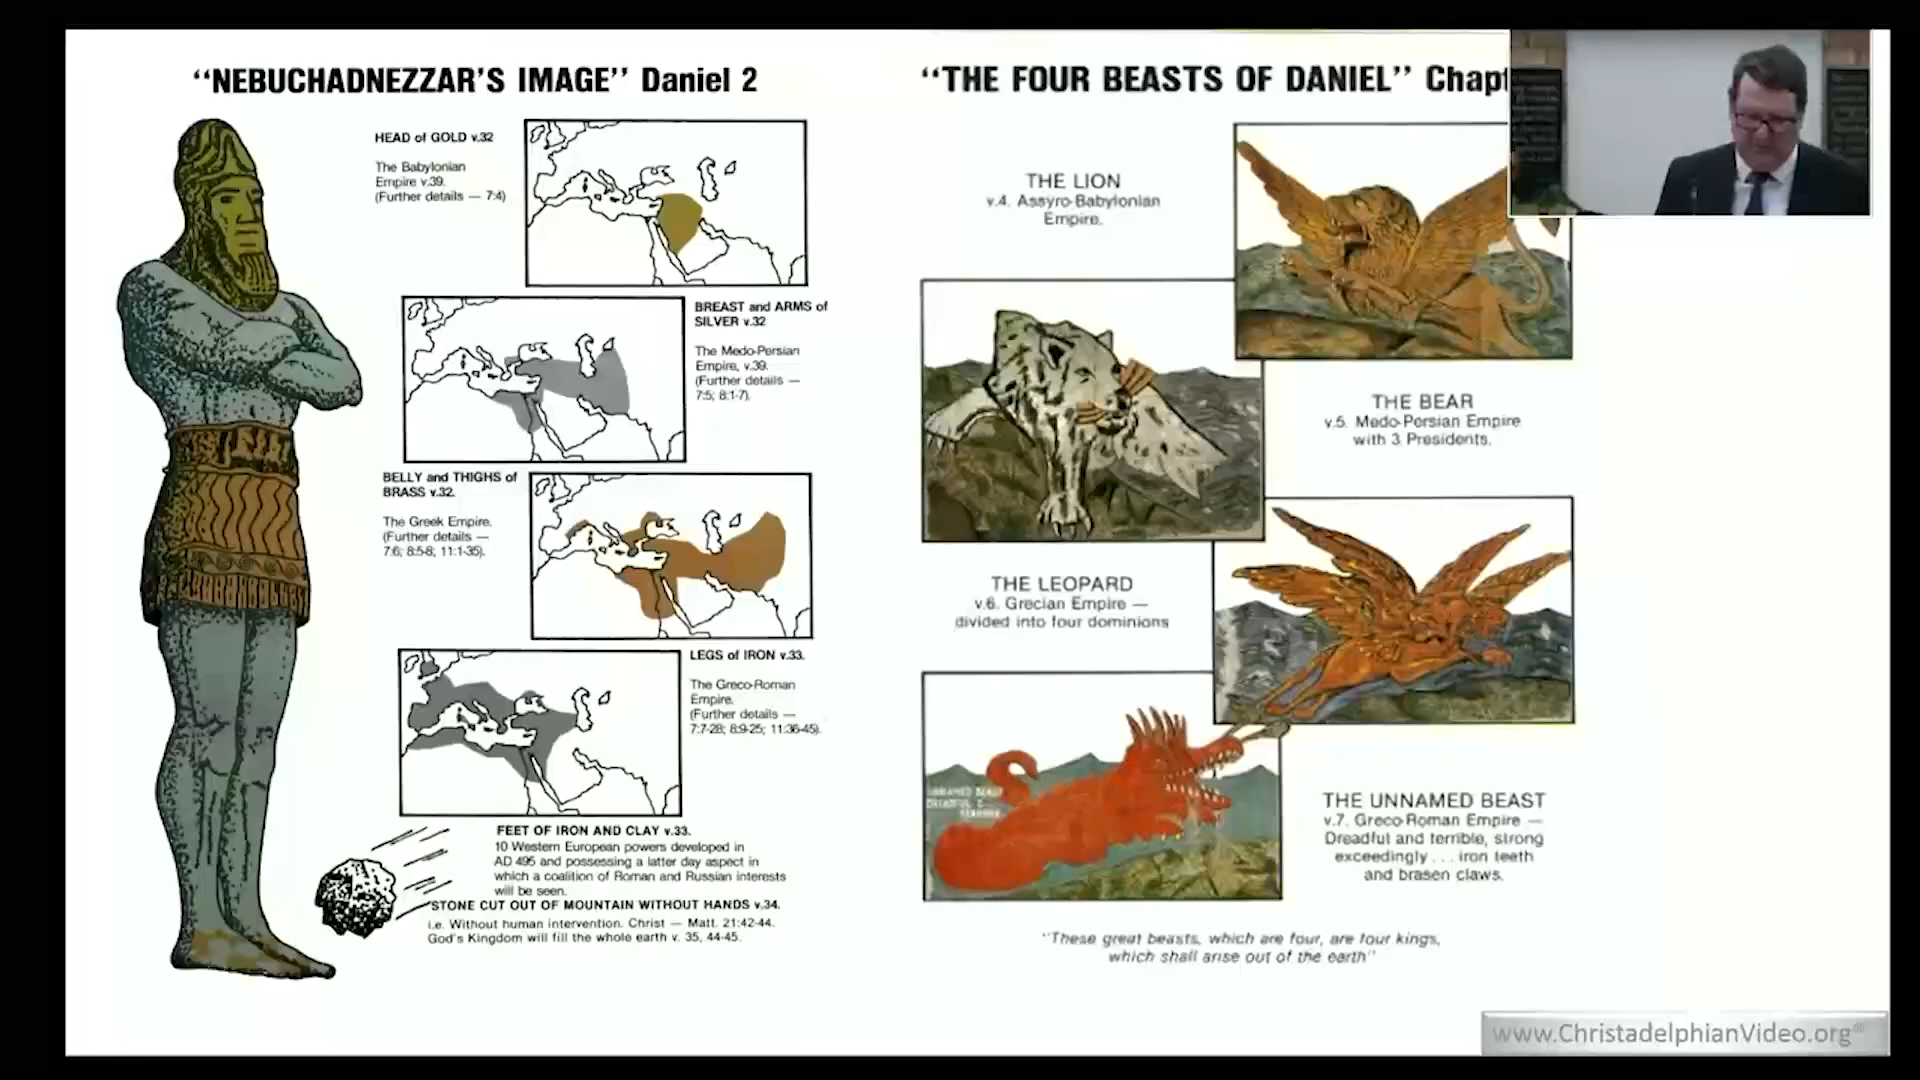 "NEBUCHADNEZZAR'S IMAGE" Daniel 2
HEAD of GOLD v.32
The Babylonian
Empire v.39.
(Further details — 7:4)
BREAST and ARMS of
SILVER v.32
The Medo-Persian
Empire, v.39.
(Further details —
7:5; 8:1-7).
BELLY and THIGHS of
BRASS v.32.
The Greek Empire.
(Further details —
7:6; 8:5-8; 11:1-35).
LEGS of IRON v.33.
The Greco-Roman
Empire.
(Further details —
7:7-28; 8:9-25; 11:36-45).
FEET OF IRON AND CLAY v.33.
10 Western European powers developed in
AD 495 and possessing a latter day aspect in
which a coalition of Roman and Russian interests
will be seen.
STONE CUT OUT OF MOUNTAIN WITHOUT HANDS v.34.
i.e. Without human intervention. Christ — Matt. 21:42-44.
God's Kingdom will fill the whole earth v. 35, 44-45.
"THE FOUR BEASTS OF DANIEL" Chapt
THE LION
v.4. Assyro-Babylonian
Empire.
THE BEAR
v.5. Medo-Persian Empire
with 3 Presidents.
THE LEOPARD
v.6. Grecian Empire —
divided into four dominions
UNNAMED BEAST
DREADFUL &
THE UNNAMED BEAST
v.7. Greco-Roman Empire —
Dreadful and terrible, strong
exceedingly . . . iron teeth
and brasen claws.
"These great beasts, which are four, are four kings,
which shall arise out of the earth"
www.ChristadelphianVideo.org®